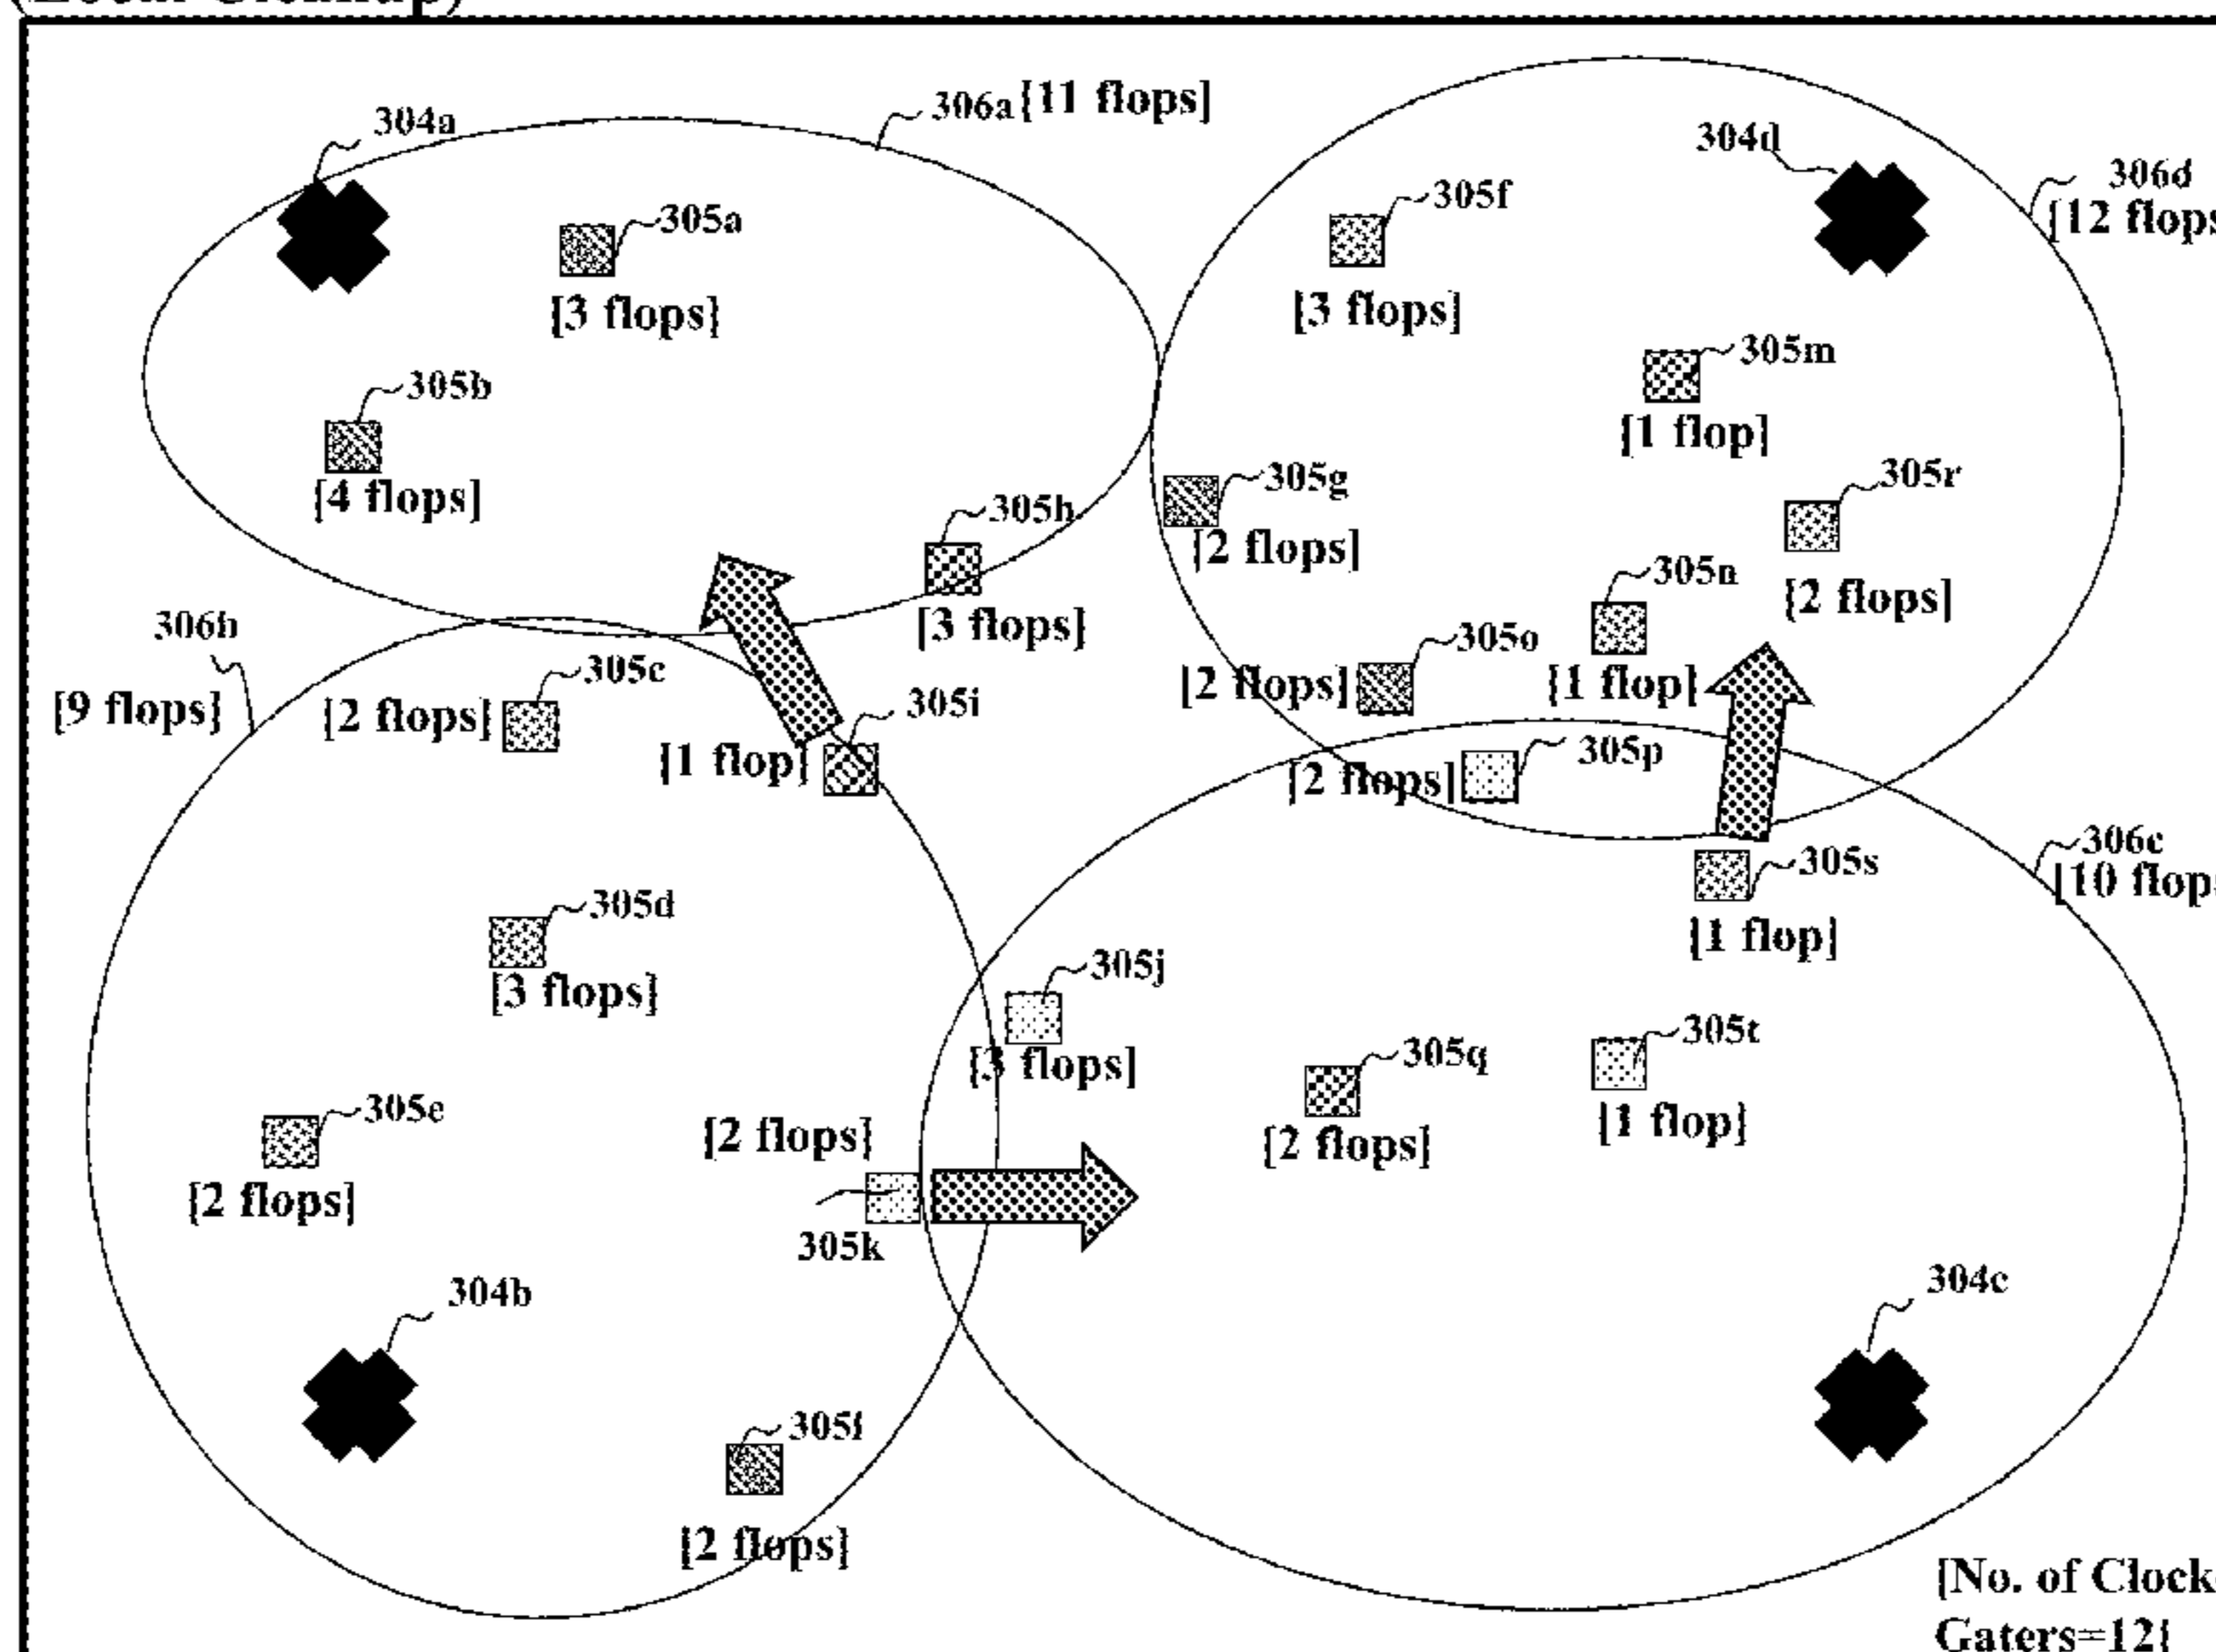 304a
306a [11 flops]
304d
306d
[12 flops
305a
[3 flops]
305f
[3 flops]
305m
[1 flop]
305b
[4 flops]
305g
[2 flops]
305r
[2 flops]
305h
[3 flops]
305n
[1 flop]
305o
[2 flops]
306b
[9 flops]
305c
[2 flops]
305i
[1 flop]
305p
[2 flops]
306c
[10 flops
305s
[1 flop]
305d
[3 flops]
305j
[3 flops]
305q
[2 flops]
305t
[1 flop]
305e
[2 flops]
[2 flops]
305k
304b
304c
305l
[2 flops]
[No. of Clock
Gaters=12]